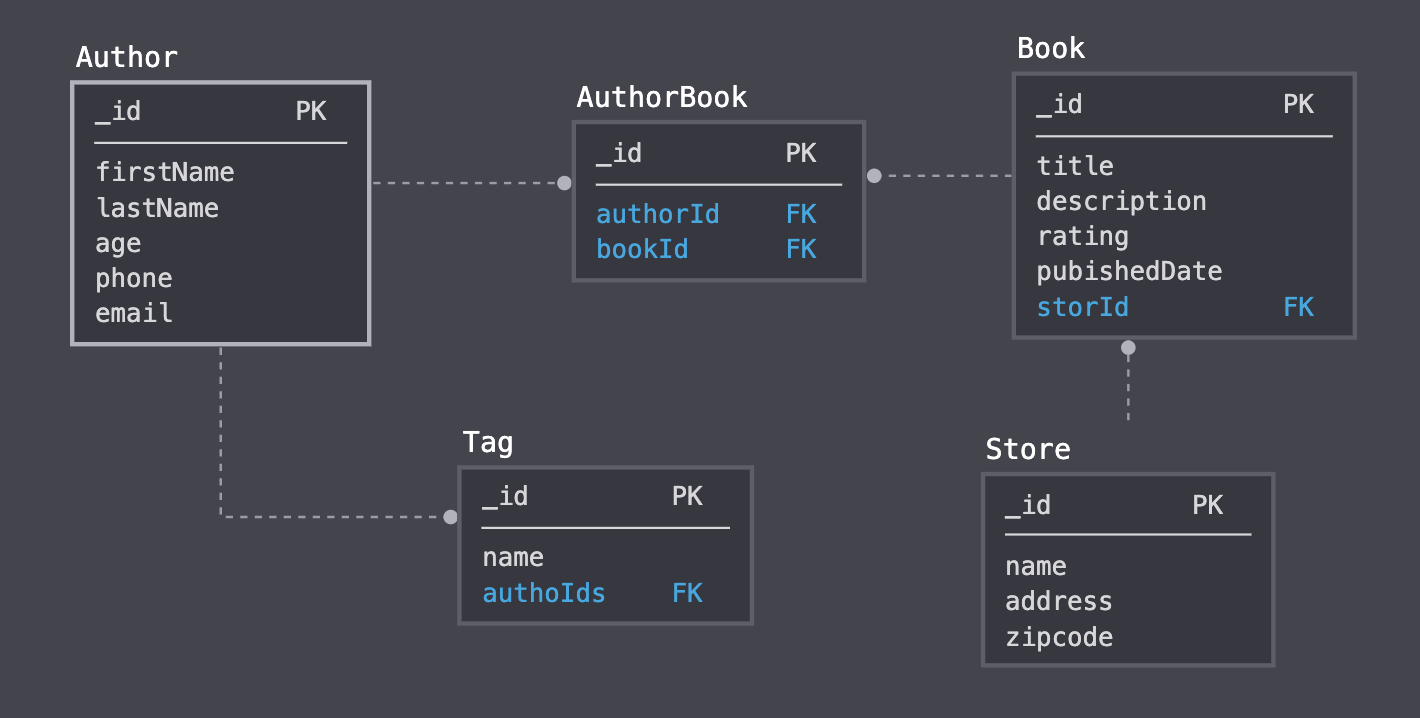 Author
_id PK
firstName
lastName
age
phone
email
AuthorBook
_id PK
authorId FK
bookId FK
Book
_id PK
title
description
rating
pubishedDate
storId FK
Tag
_id PK
name
authoIds FK
Store
_id PK
name
address
zipcode